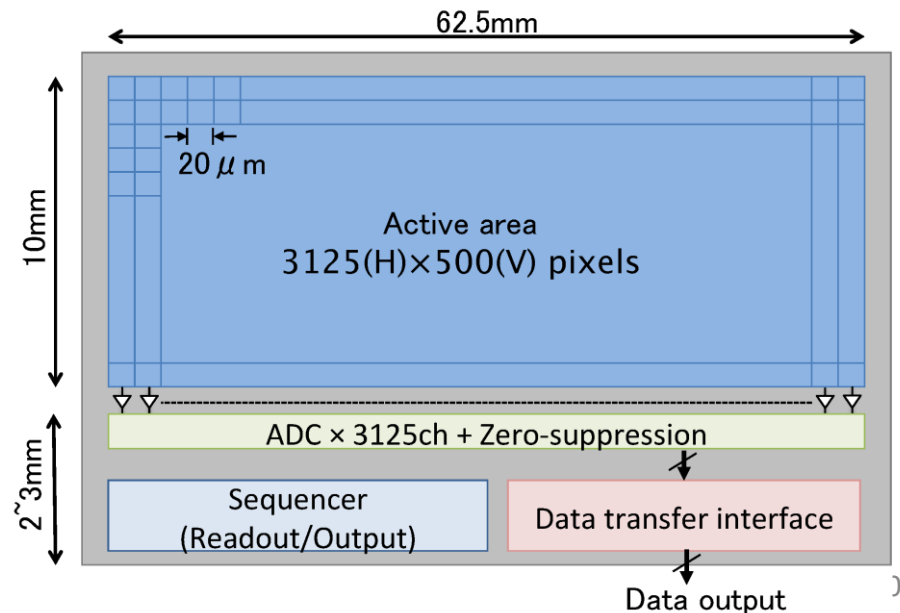 62.5mm
10mm
20μm
Active area
3125(H)×500(V) pixels
ADC × 3125ch + Zero-suppression
2~3mm
Sequencer
(Readout/Output)
Data transfer interface
Data output